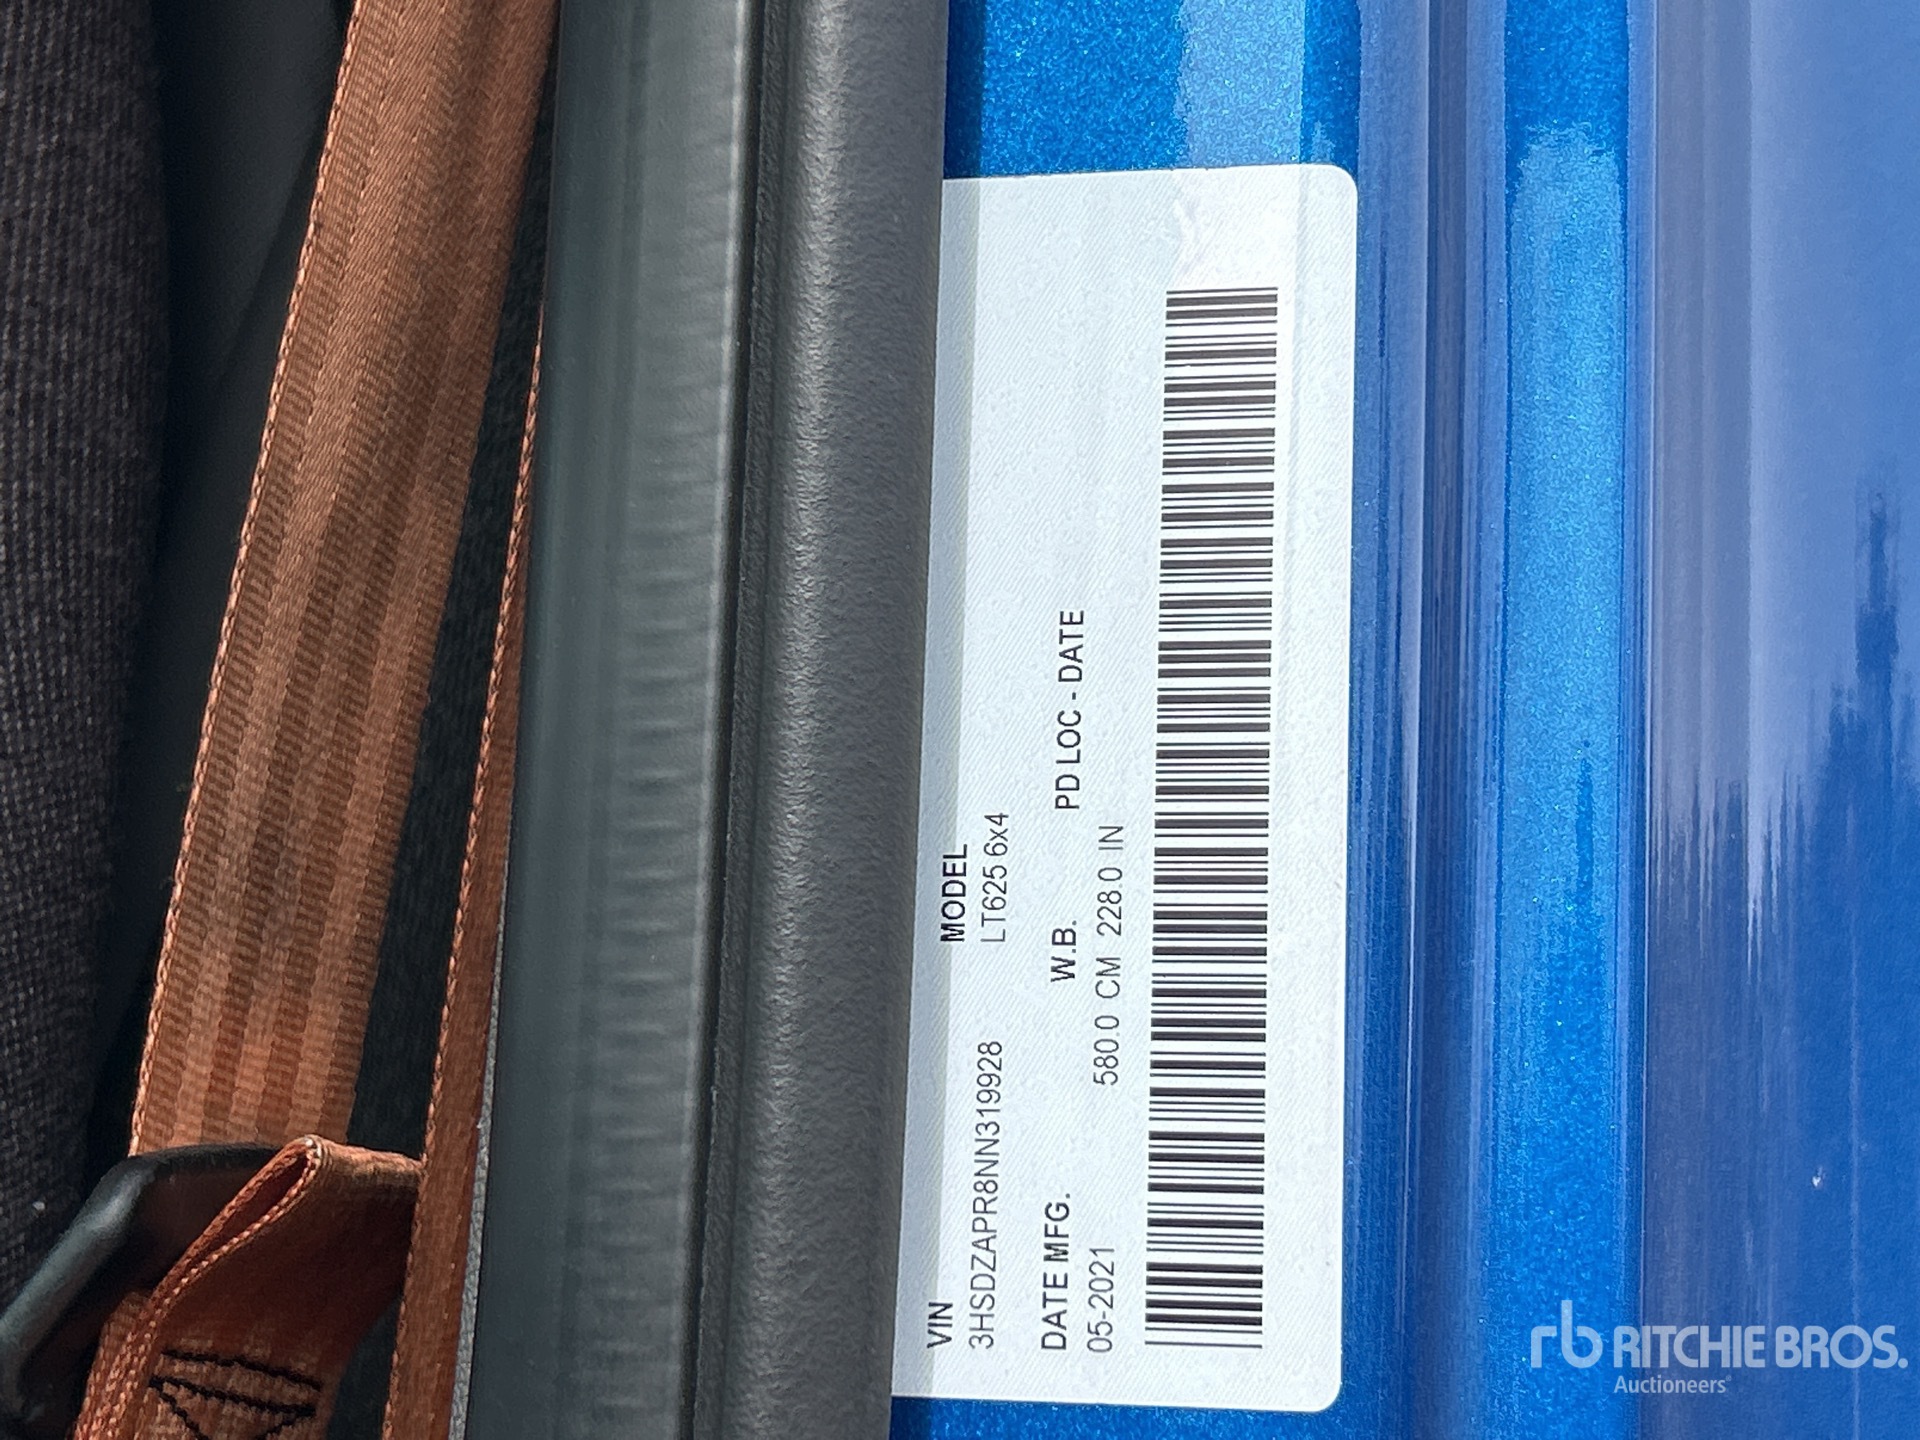 VIN
MODEL
3HSDZAPR8NN319928
LT625 6x4
DATE MFG.
W.B.
PD LOC - DATE
05-2021
580.0 CM 228.0 IN
rb RITCHIE BROS.
Auctioneers